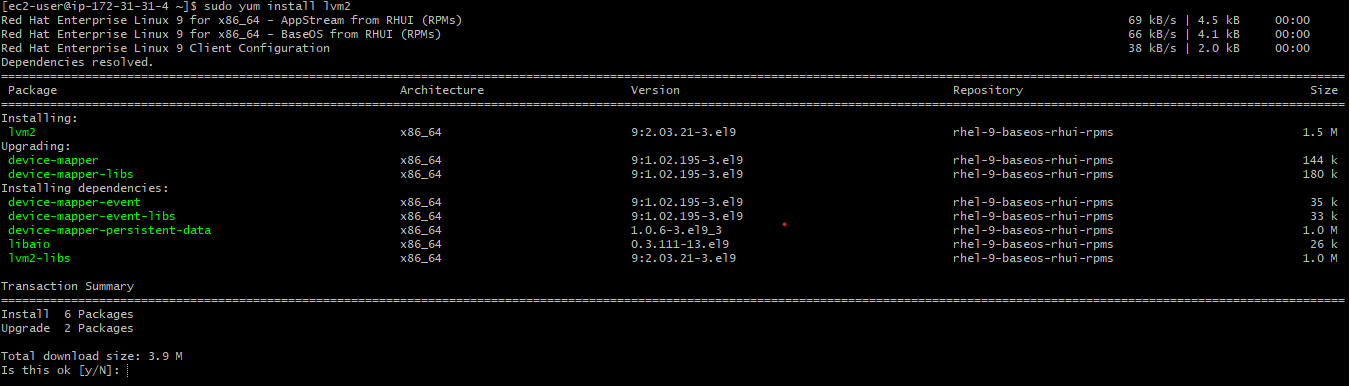 [ec2-user@ip-172-31-31-4 ~]$ sudo yum install lvm2
Red Hat Enterprise Linux 9 for x86_64 - AppStream from RHUI (RPMs) 69 kB/s | 4.5 kB 00:00
Red Hat Enterprise Linux 9 for x86_64 - BaseOS from RHUI (RPMs) 66 kB/s | 4.1 kB 00:00
Red Hat Enterprise Linux 9 Client Configuration 38 kB/s | 2.0 kB 00:00
Dependencies resolved.
Package Architecture Version Repository Size
Installing:
lvm2 x86_64 9:2.03.21-3.el9 rhel-9-baseos-rhui-rpms 1.5 M
Upgrading:
device-mapper x86_64 9:1.02.195-3.el9 rhel-9-baseos-rhui-rpms 144 k
device-mapper-libs x86_64 9:1.02.195-3.el9 rhel-9-baseos-rhui-rpms 180 k
Installing dependencies:
device-mapper-event x86_64 9:1.02.195-3.el9 rhel-9-baseos-rhui-rpms 35 k
device-mapper-event-libs x86_64 9:1.02.195-3.el9 rhel-9-baseos-rhui-rpms 33 k
device-mapper-persistent-data x86_64 1.0.6-3.el9_3 rhel-9-baseos-rhui-rpms 1.0 M
libaio x86_64 0.3.111-13.el9 rhel-9-baseos-rhui-rpms 26 k
lvm2-libs x86_64 9:2.03.21-3.el9 rhel-9-baseos-rhui-rpms 1.0 M
Transaction Summary
Install 6 Packages
Upgrade 2 Packages
Total download size: 3.9 M
Is this ok [y/N]: